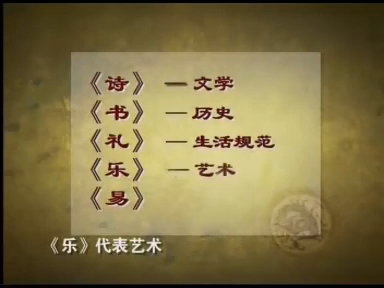 《诗》 — 文学
《书》 — 历史
《礼》 — 生活规范
《乐》 — 艺术
《易》
《乐》代表艺术